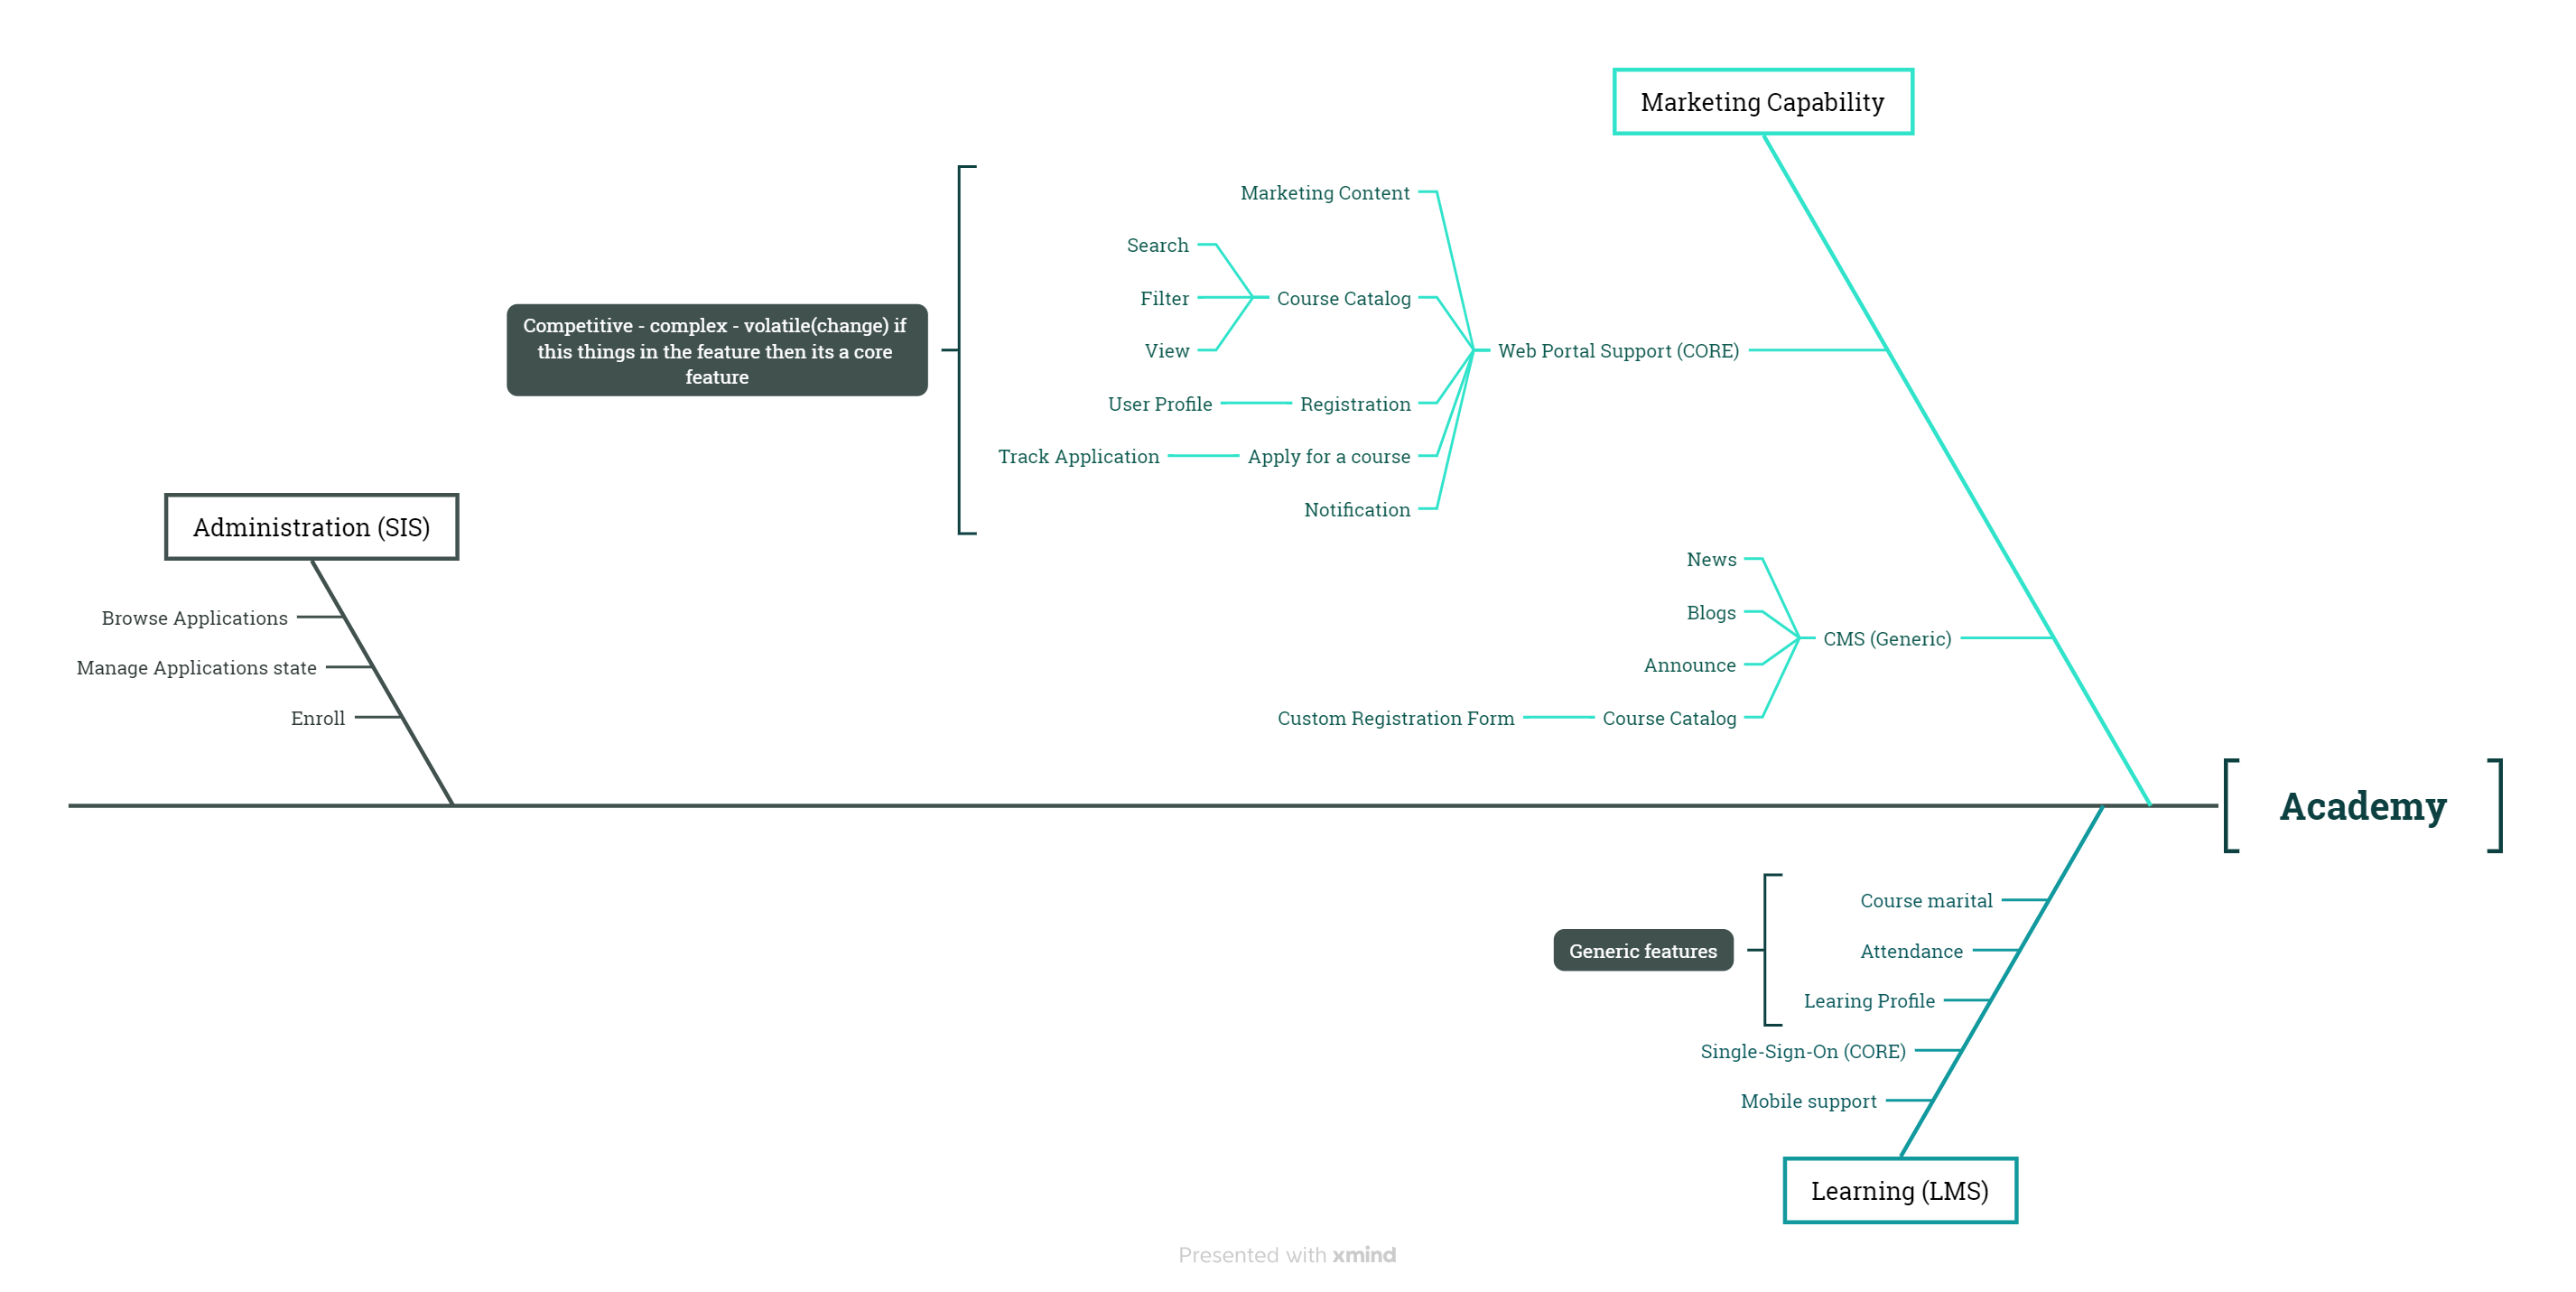 Marketing Capability
Marketing Content
Search
Filter
Course Catalog
View
Web Portal Support (CORE)
User Profile
Registration
Track Application
Apply for a course
Notification
Competitive - complex - volatile(change) if
this things in the feature then its a core
feature
News
Blogs
Announce
CMS (Generic)
Custom Registration Form
Course Catalog
Administration (SIS)
Browse Applications
Manage Applications state
Enroll
Academy
Course marital
Generic features
Attendance
Learing Profile
Single-Sign-On (CORE)
Mobile support
Learning (LMS)
Presented with xmind